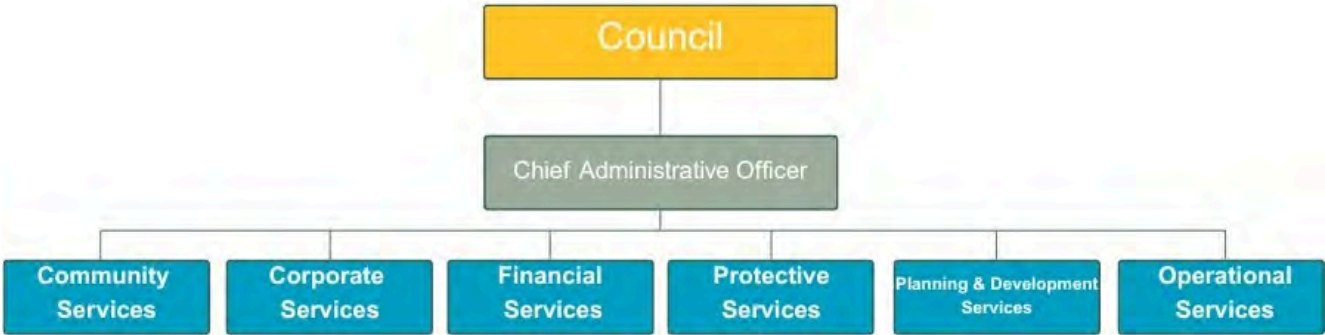 Council
Chief Administrative Officer
Community
Services
Corporate
Services
Financial
Services
Protective
Services
Planning & Development
Services
Operational
Services